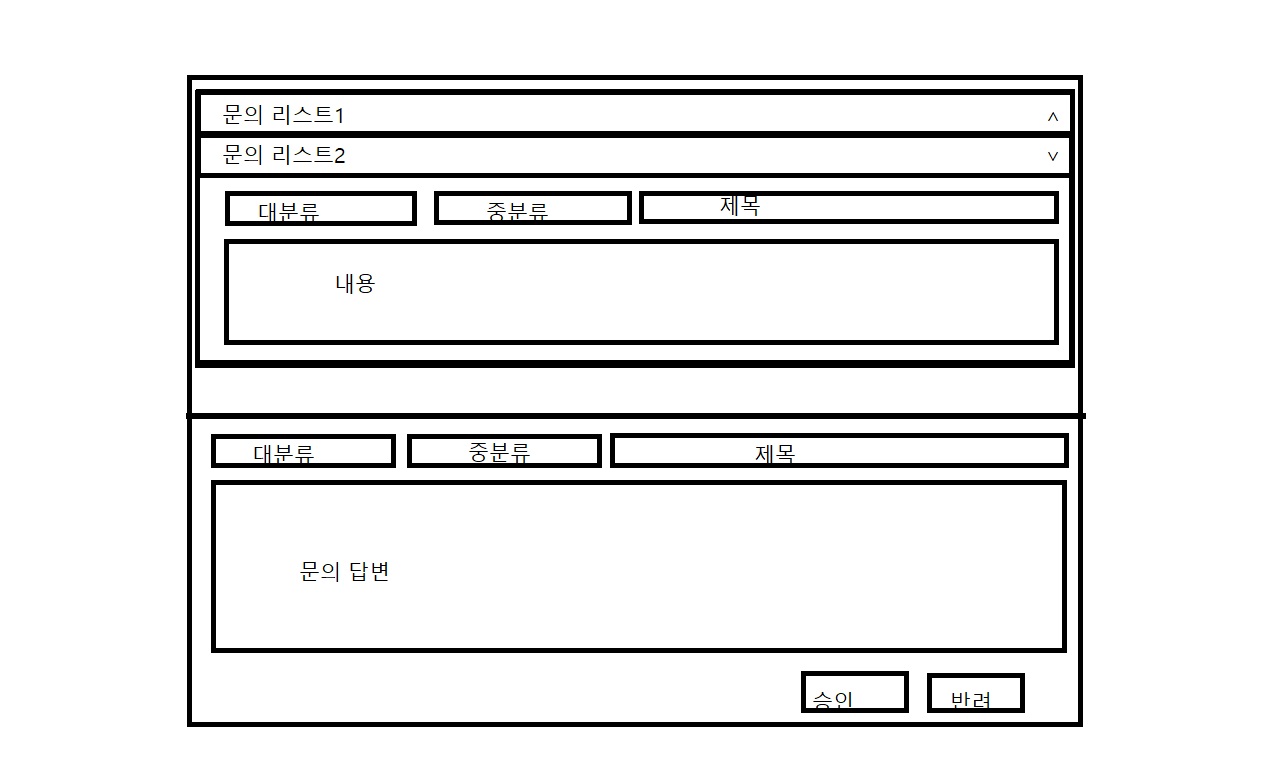 문의 리스트1 ^
문의 리스트2 v
대분류 중분류 제목
내용
대분류 중분류 제목
문의 답변
승인 반려